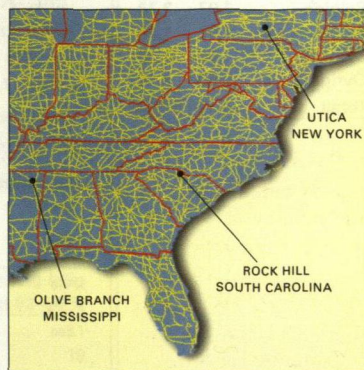 UTICA
NEW YORK
ROCK HILL
SOUTH CAROLINA
OLIVE BRANCH
MISSISSIPPI